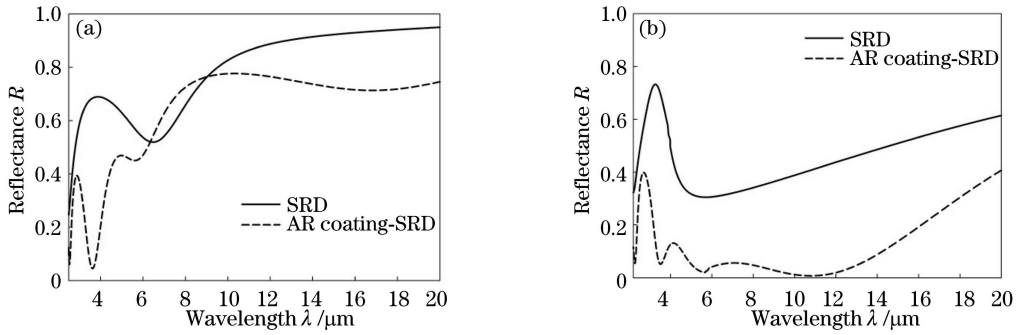 (a)
Reflectance R
1.0
0.8
0.6
0.4
0.2
0
SRD
AR coating-SRD
4 6 8 10 12 14 16 18 20
Wavelength λ /μm
(b)
Reflectance R
1.0
0.8
0.6
0.4
0.2
0
SRD
AR coating-SRD
4 6 8 10 12 14 16 18 20
Wavelength λ /μm